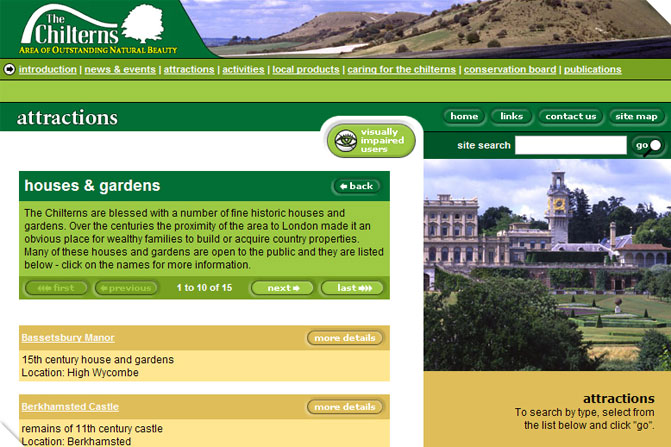 The
Chilterns
AREA OF OUTSTANDING NATURAL BEAUTY
introduction | news & events | attractions | activities | local products | caring for the chilterns | conservation board | publications
attractions
home links contact us site map
visually
impaired
users
site search go
houses & gardens back
The Chilterns are blessed with a number of fine historic houses and
gardens. Over the centuries the proximity of the area to London made it an
obvious place for wealthy families to build or acquire country properties.
Many of these houses and gardens are open to the public and they are listed
below - click on the names for more information.
first previous 1 to 10 of 15 next last
Bassetsbury Manor more details
15th century house and gardens
Location: High Wycombe
Berkhamsted Castle more details
remains of 11th century castle
Location: Berkhamsted
attractions
To search by type, select from
the list below and click "go".